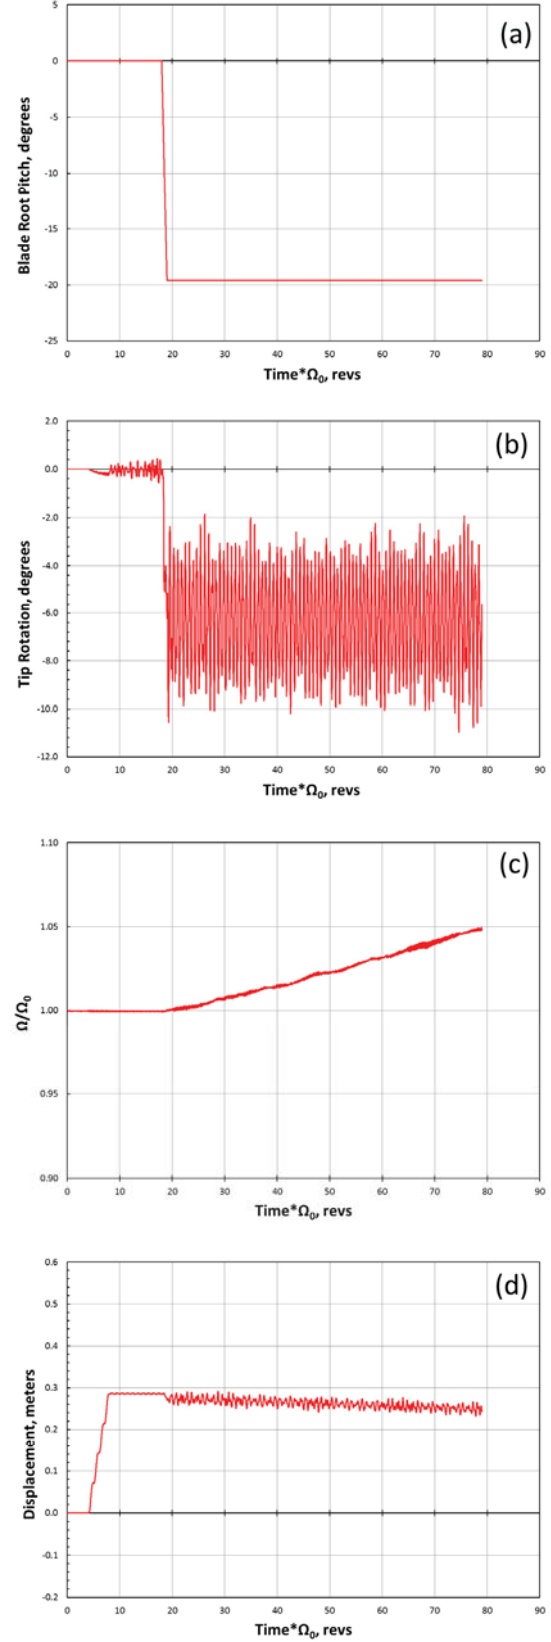 (a)
5
0
-5
-10
-15
-20
-25
Blade Root Pitch, degrees
0 10 20 30 40 50 60 70 80 90
Time*Ω₀, revs
(b)
2.0
0.0
-2.0
-4.0
-6.0
-8.0
-10.0
-12.0
Tip Rotation, degrees
0 10 20 30 40 50 60 70 80 90
Time*Ω₀, revs
(c)
1.10
1.05
1.00
0.95
0.90
Ω/Ω₀
0 10 20 30 40 50 60 70 80 90
Time*Ω₀, revs
(d)
0.6
0.5
0.4
0.3
0.2
0.1
0.0
-0.1
-0.2
Displacement, meters
0 10 20 30 40 50 60 70 80 90
Time*Ω₀, revs